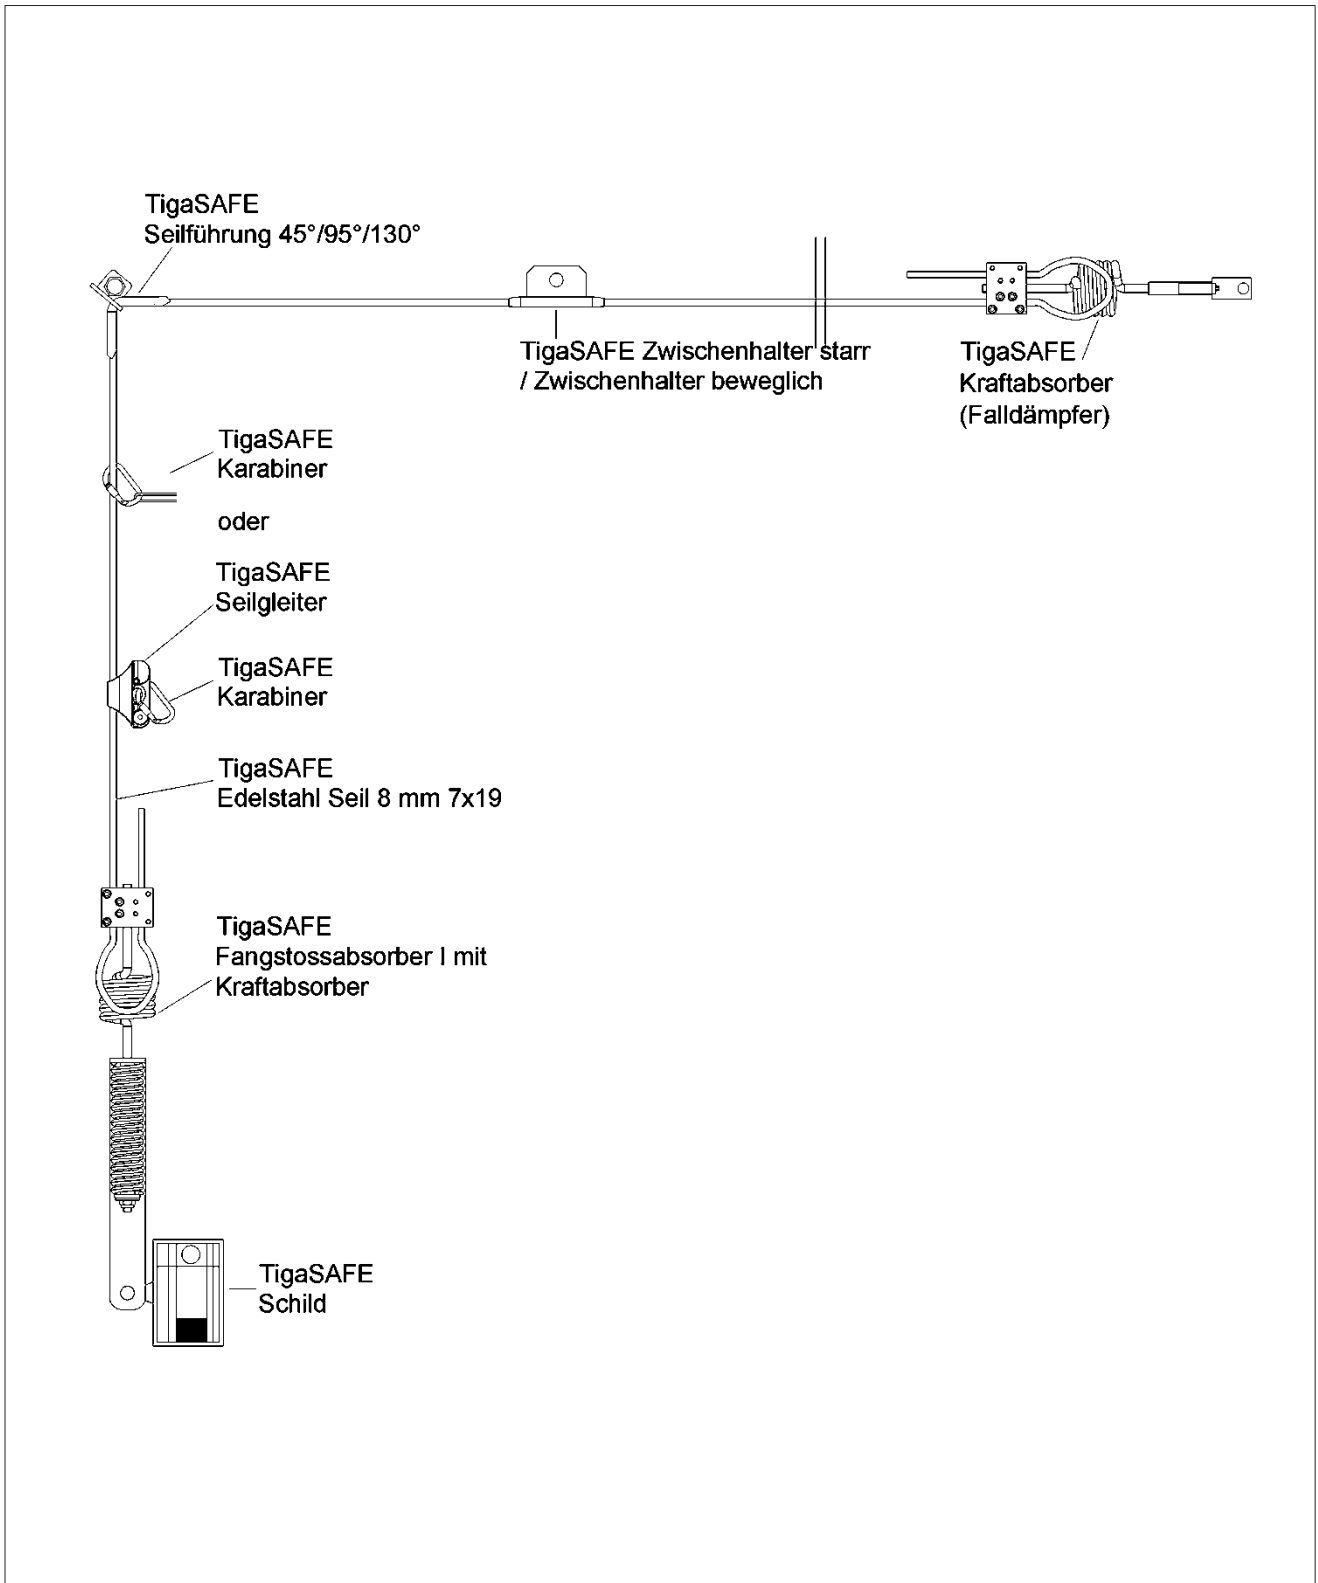 TigaSAFE
Seilführung 45°/95°/130°
TigaSAFE Zwischenhalter starr
/ Zwischenhalter beweglich
TigaSAFE
Kraftabsorber
(Falldämpfer)
TigaSAFE
Karabiner
oder
TigaSAFE
Seilgleiter
TigaSAFE
Karabiner
TigaSAFE
Edelstahl Seil 8 mm 7x19
TigaSAFE
Fangstossabsorber I mit
Kraftabsorber
TigaSAFE
Schild